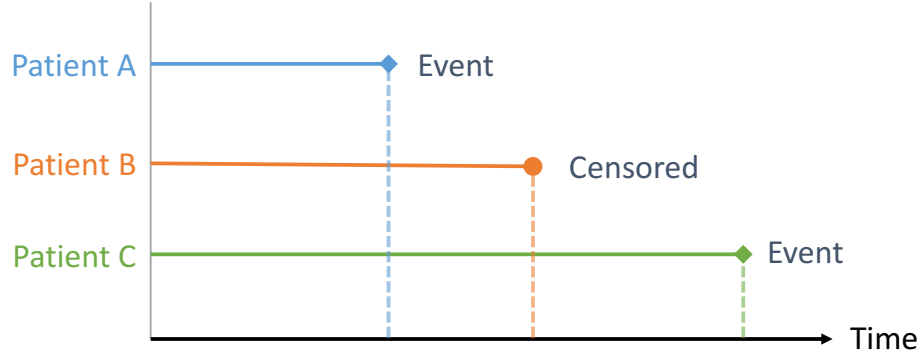 Patient A Event
Patient B Censored
Patient C Event
Time